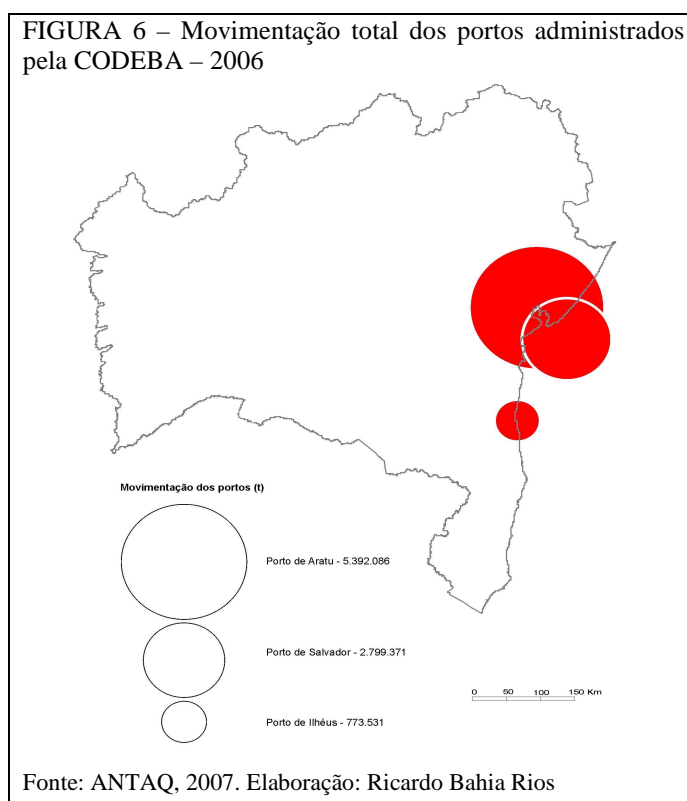 FIGURA 6 – Movimentação total dos portos administrados
pela CODEBA – 2006
Movimentação dos portos (t)
Porto de Aratu - 5.392.086
Porto de Salvador - 2.799.371
Porto de Ilhéus - 773.531
0 50 100 150 Km
Fonte: ANTAQ, 2007. Elaboração: Ricardo Bahia Rios